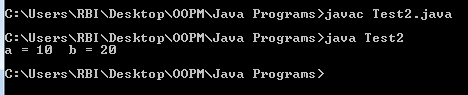 C:\Users\RBI\Desktop\OOPM\Java Programs>javac Test2.java
C:\Users\RBI\Desktop\OOPM\Java Programs>java Test2
a = 10  b = 20
C:\Users\RBI\Desktop\OOPM\Java Programs>